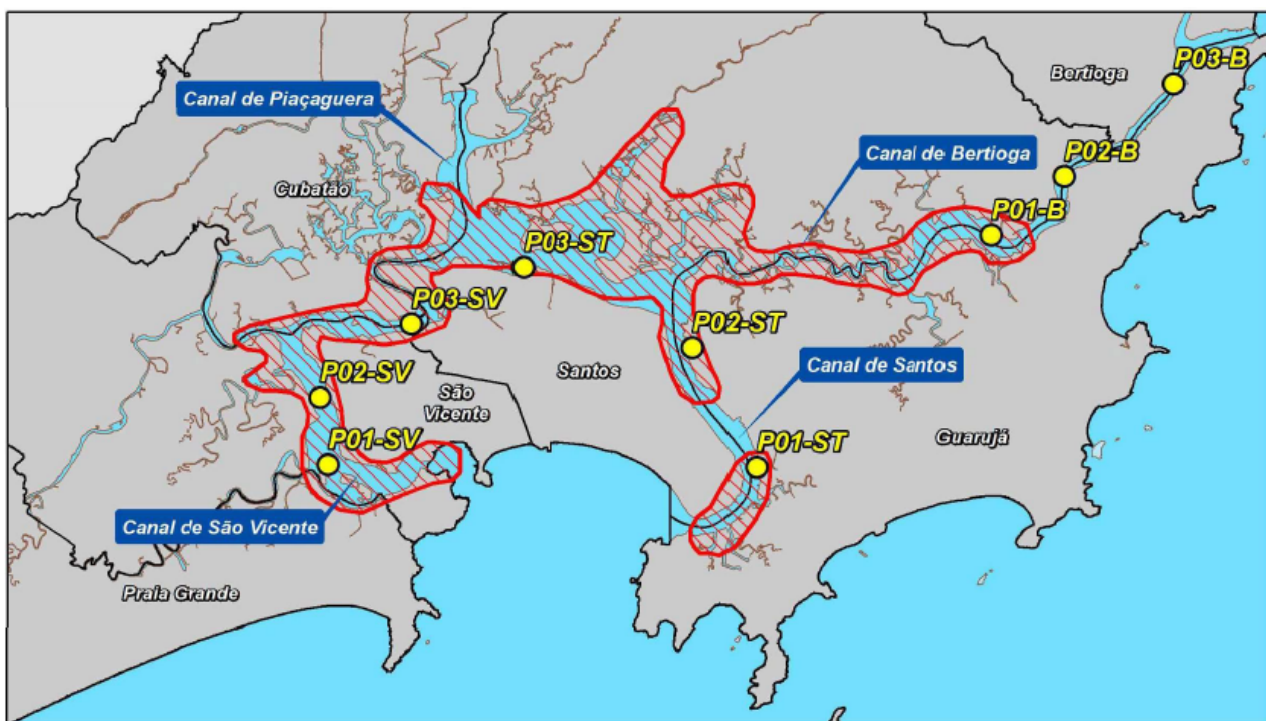 P03-B
Bertioga
Canal de Piaçaguera
Canal de Bertioga
P02-B
Cubatão
P01-B
P03-ST
P03-SV
P02-ST
Canal de Santos
Santos
P02-SV
São
Vicente
P01-SV
P01-ST
Guarujá
Canal de São Vicente
Praia Grande